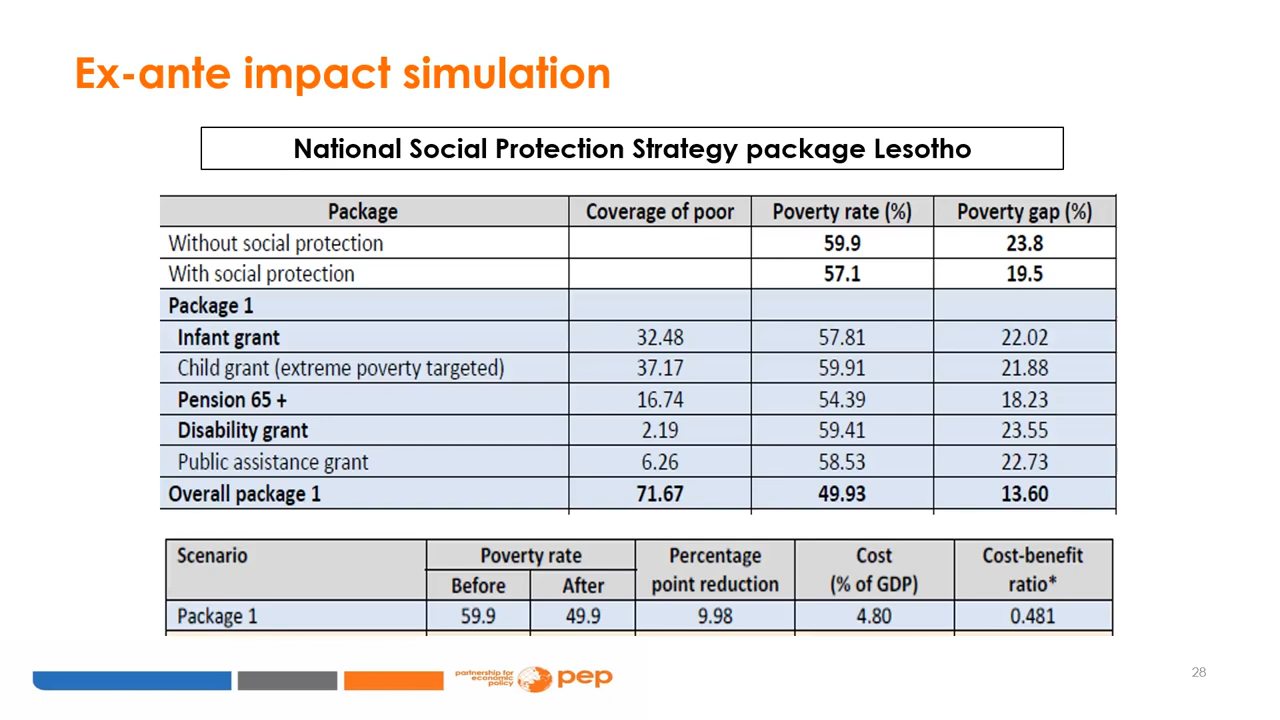 Ex-ante impact simulation
National Social Protection Strategy package Lesotho
Package Coverage of poor Poverty rate (%) Poverty gap (%)
Without social protection 59.9 23.8
With social protection 57.1 19.5
Package 1
Infant grant 32.48 57.81 22.02
Child grant (extreme poverty targeted) 37.17 59.91 21.88
Pension 65 + 16.74 54.39 18.23
Disability grant 2.19 59.41 23.55
Public assistance grant 6.26 58.53 22.73
Overall package 1 71.67 49.93 13.60
Scenario Poverty rate Percentage Cost Cost-benefit
Before After point reduction (% of GDP) ratio*
Package 1 59.9 49.9 9.98 4.80 0.481
partnership for
economic
policy
pep
28